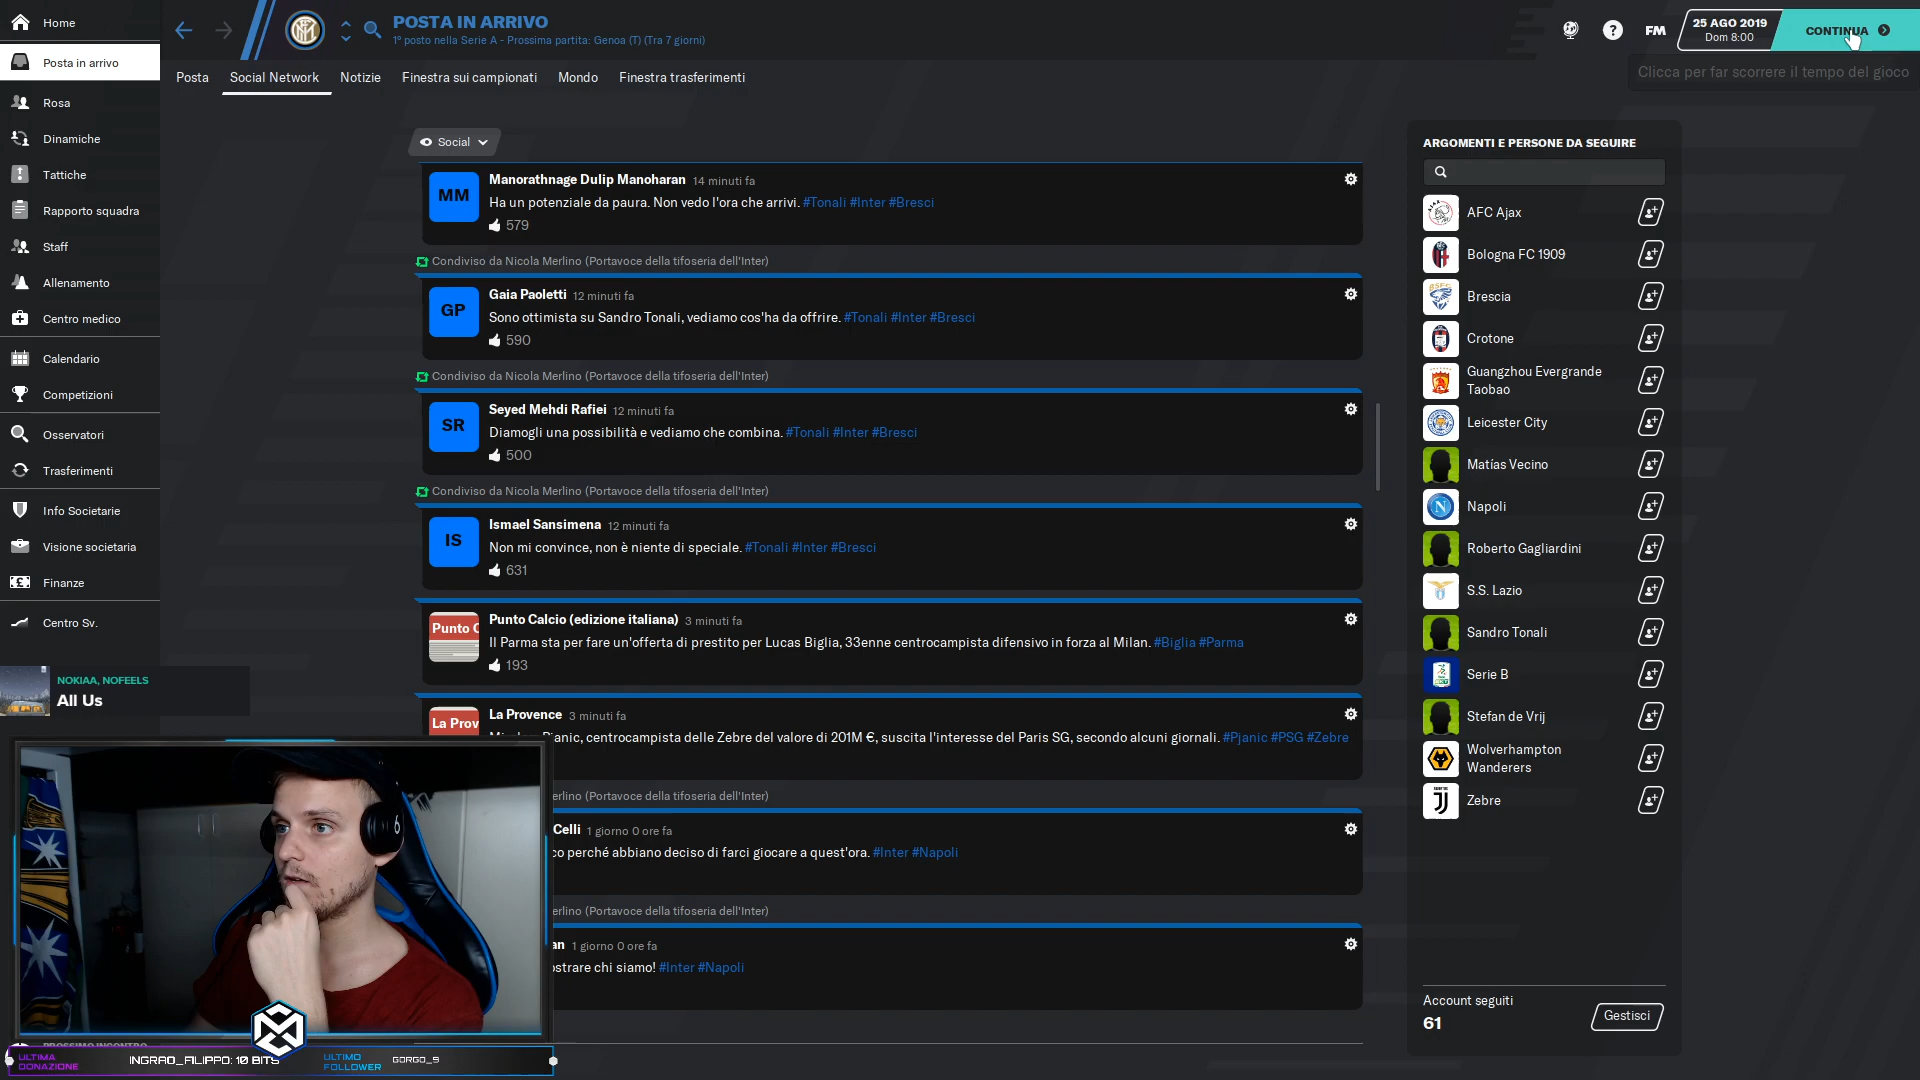 Home
Posta in arrivo
Rosa
Dinamiche
Tattiche
Rapporto squadra
Staff
Allenamento
Centro medico
Calendario
Competizioni
Osservatori
Trasferimenti
Info Societarie
Visione societaria
Finanze
Centro Sv.
NOKIAA, NOFEELS
All Us
POSTA IN ARRIVO
1° posto nella Serie A - Prossima partita: Genoa (T) (Tra 7 giorni)
FM
25 AGO 2019
Dom 8:00
CONTINUA
Clicca per far scorrere il tempo del gioco
Posta
Social Network
Notizie
Finestra sui campionati
Mondo
Finestra trasferimenti
Social
MM
Manorathnage Dulip Manoharan 14 minuti fa
Ha un potenziale da paura. Non vedo l'ora che arrivi. #Tonali #Inter #Bresci
579
Condiviso da Nicola Merlino (Portavoce della tifoseria dell'Inter)
GP
Gaia Paoletti 12 minuti fa
Sono ottimista su Sandro Tonali, vediamo cos'ha da offrire. #Tonali #Inter #Bresci
590
Condiviso da Nicola Merlino (Portavoce della tifoseria dell'Inter)
SR
Seyed Mehdi Rafiei 12 minuti fa
Diamogli una possibilità e vediamo che combina. #Tonali #Inter #Bresci
500
Condiviso da Nicola Merlino (Portavoce della tifoseria dell'Inter)
IS
Ismael Sansimena 12 minuti fa
Non mi convince, non è niente di speciale. #Tonali #Inter #Bresci
631
Punto C
Punto Calcio (edizione italiana) 3 minuti fa
Il Parma sta per fare un'offerta di prestito per Lucas Biglia, 33enne centrocampista difensivo in forza al Milan. #Biglia #Parma
193
La Prov
La Provence 3 minuti fa
Pjanic, centrocampista delle Zebre del valore di 201M €, suscita l'interesse del Paris SG, secondo alcuni giornali. #Pjanic #PSG #Zebre
erlino (Portavoce della tifoseria dell'Inter)
Celli 1 giorno 0 ore fa
co perché abbiano deciso di farci giocare a quest'ora. #Inter #Napoli
erlino (Portavoce della tifoseria dell'Inter)
an 1 giorno 0 ore fa
ostrare chi siamo! #Inter #Napoli
ARGOMENTI E PERSONE DA SEGUIRE
AFC Ajax
Bologna FC 1909
Brescia
Crotone
Guangzhou Evergrande
Taobao
Leicester City
Matías Vecino
Napoli
Roberto Gagliardini
S.S. Lazio
Sandro Tonali
Serie B
Stefan de Vrij
Wolverhampton
Wanderers
Zebre
Account seguiti
61
Gestisci
PROSSIMO INCONTRO
ULTIMA
DONAZIONE
INGRAO_FILIPPO: 10 BITS
ULTIMO
FOLLOWER
GORGO_9